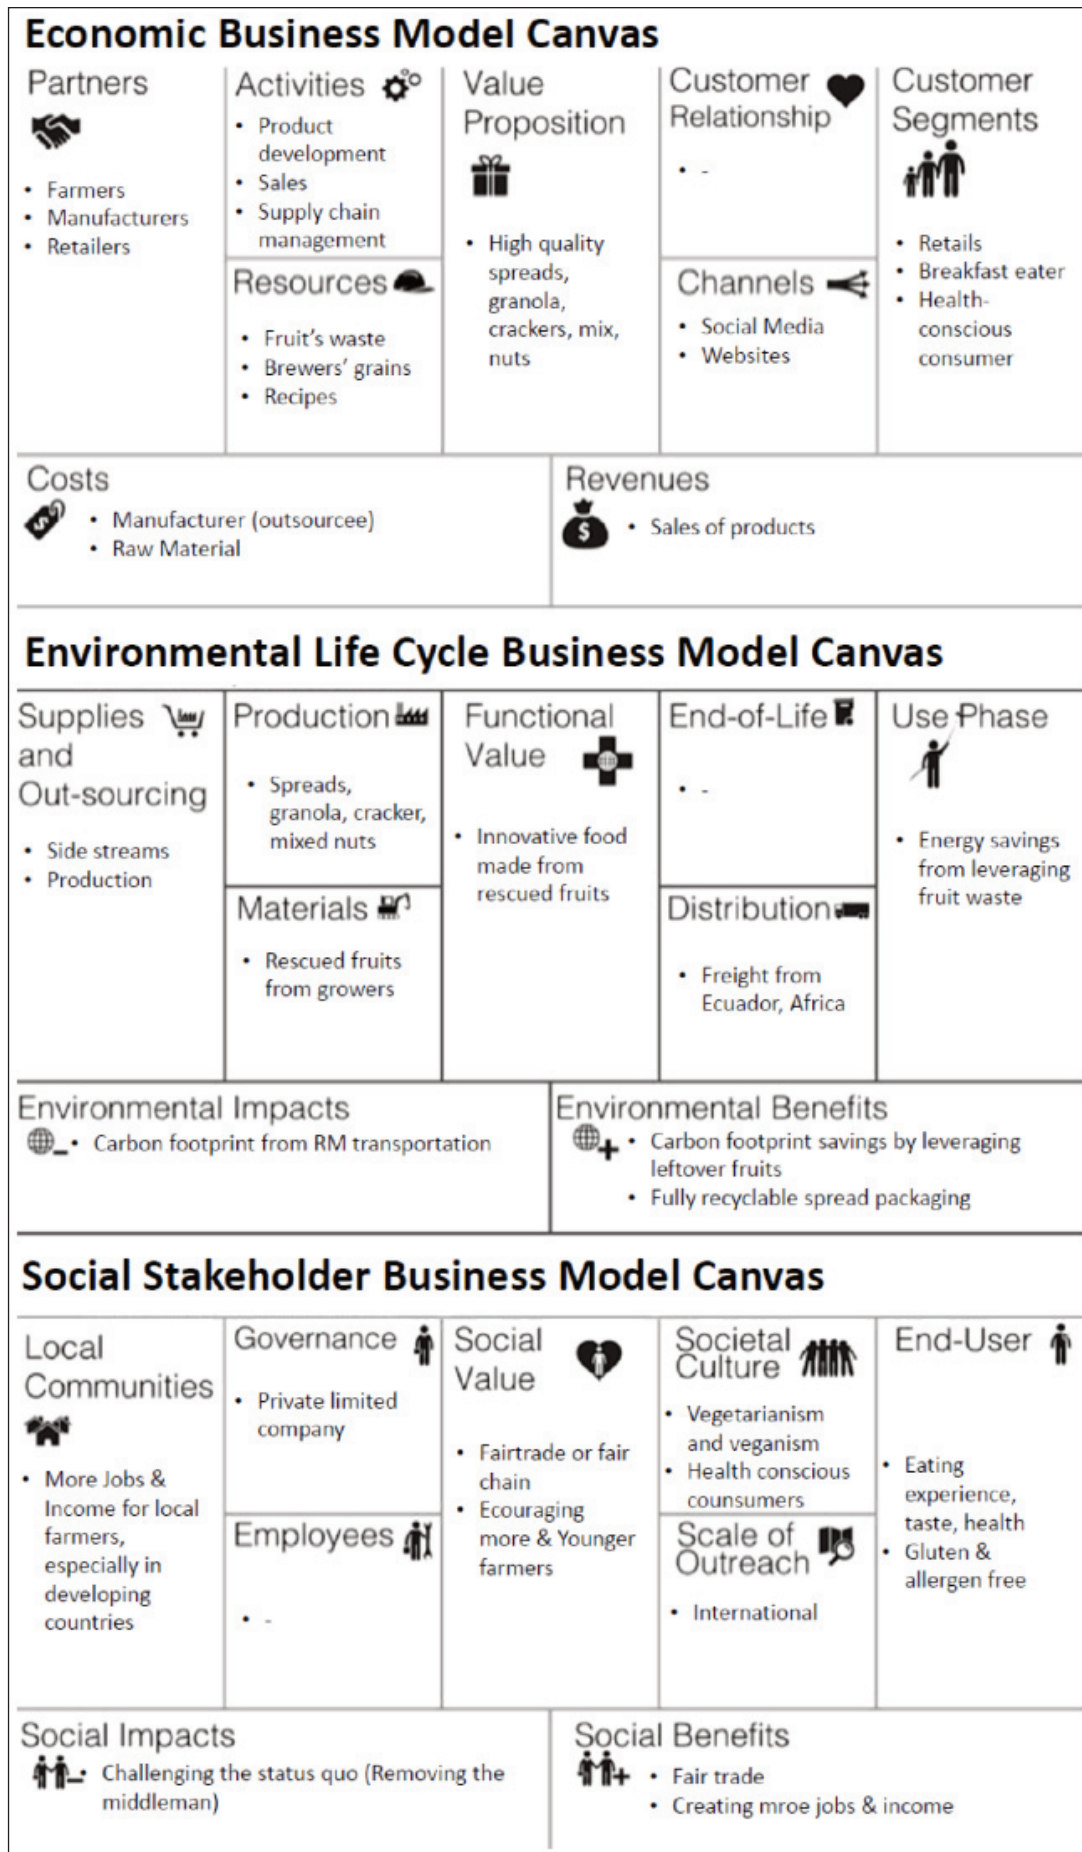 Economic Business Model Canvas
Partners
• Farmers
• Manufacturers
• Retailers
Activities
• Product
development
• Sales
• Supply chain
management
Resources
• Fruit's waste
• Brewers' grains
• Recipes
Value
Proposition
• High quality
spreads,
granola,
crackers, mix,
nuts
Customer
Relationship
• -
Channels
• Social Media
• Websites
Customer
Segments
• Retails
• Breakfast eater
• Health-
conscious
consumer
Costs
• Manufacturer (outsourcee)
• Raw Material
Revenues
$
• Sales of products
Environmental Life Cycle Business Model Canvas
Supplies
and
Out-sourcing
• Side streams
• Production
Production
• Spreads,
granola, cracker,
mixed nuts
Materials
• Rescued fruits
from growers
Functional
Value
• Innovative food
made from
rescued fruits
End-of-Life
• -
Distribution
• Freight from
Ecuador, Africa
Use Phase
• Energy savings
from leveraging
fruit waste
Environmental Impacts
• Carbon footprint from RM transportation
Environmental Benefits
• Carbon footprint savings by leveraging
leftover fruits
• Fully recyclable spread packaging
Social Stakeholder Business Model Canvas
Local
Communities
• More Jobs &
Income for local
farmers,
especially in
developing
countries
Governance
• Private limited
company
Employees
• -
Social
Value
• Fairtrade or fair
chain
• Ecouraging
more & Younger
farmers
Societal
Culture
• Vegetarianism
and veganism
• Health conscious
counsumers
Scale of
Outreach
• International
End-User
• Eating
experience,
taste, health
• Gluten &
allergen free
Social Impacts
• Challenging the status quo (Removing the
middleman)
Social Benefits
• Fair trade
• Creating mroe jobs & income